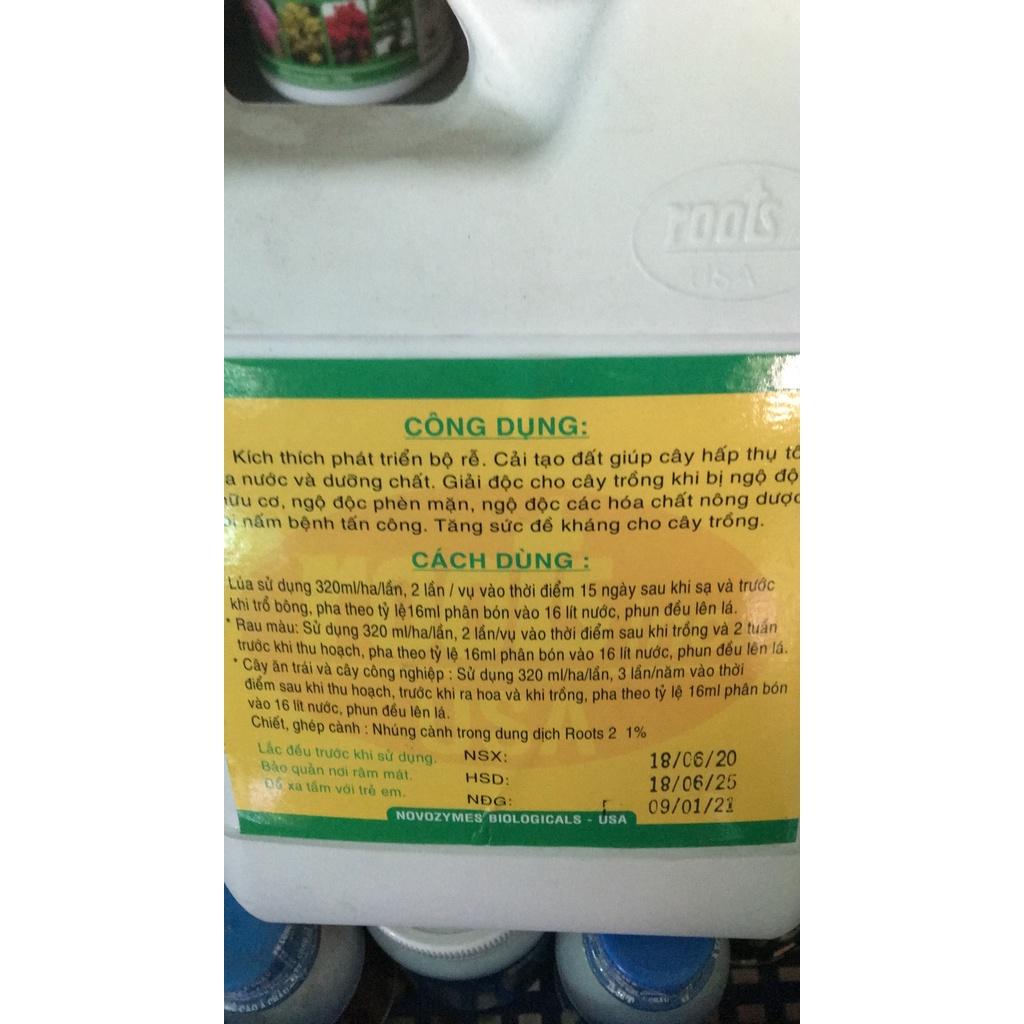 roots
USA
CÔNG DỤNG:
Kích thích phát triển bộ rễ. Cải tạo đất giúp cây hấp thụ
nước và dưỡng chất. Giải độc cho cây trồng khi bị ngộ
cơ, ngộ độc phèn mặn, ngộ độc các hóa chất nông
nấm bệnh tấn công. Tăng sức đề kháng cho cây trồng.
CÁCH DÙNG :
Lúa sử dụng 320ml/ha/lần, 2 lần / vụ vào thời điểm 15 ngày sau khi sạ và trước
khi trổ bông, pha theo tỷ lệ16ml phân bón vào 16 lít nước, phun đều lên lá.
* Rau màu: Sử dụng 320 ml/ha/lần, 2 lần/vụ vào thời điểm sau khi trồng và 2 tuần
trước khi thu hoạch, pha theo tỷ lệ 16ml phân bón vào 16 lít nước, phun đều lên lá.
* Cây ăn trái và cây công nghiệp : Sử dụng 320 ml/ha/lần, 3 lần/năm vào thời
điểm sau khi thu hoạch, trước khi ra hoa và khi trồng, pha theo tỷ lệ 16ml phân bón
vào 16 lít nước, phun đều lên lá.
Chiết, ghép cành : Nhúng cành trong dung dịch Roots 2 1%
Lắc đều trước khi sử dụng.
Bảo quản nơi râm mát.
Để xa tầm với trẻ em.
NSX: 18/06/20
HSD: 18/06/25
NĐG: 09/01/21
NOVOZYMES BIOLOGICALS - USA